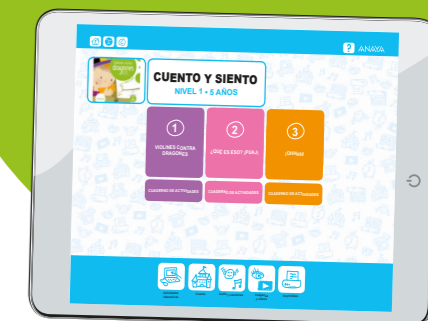 ? ANAYA
dragones
CUENTO Y SIENTO
NIVEL 1 • 5 AÑOS
1
VIOLINES CONTRA
DRAGONES
2
¿QUÉ ES ESO? ¡PUAJ!
3
CUADERNO DE ACTIVIDADES
CUADERNO DE ACTIVIDADES
CUADERNO DE ACTIVIDADES